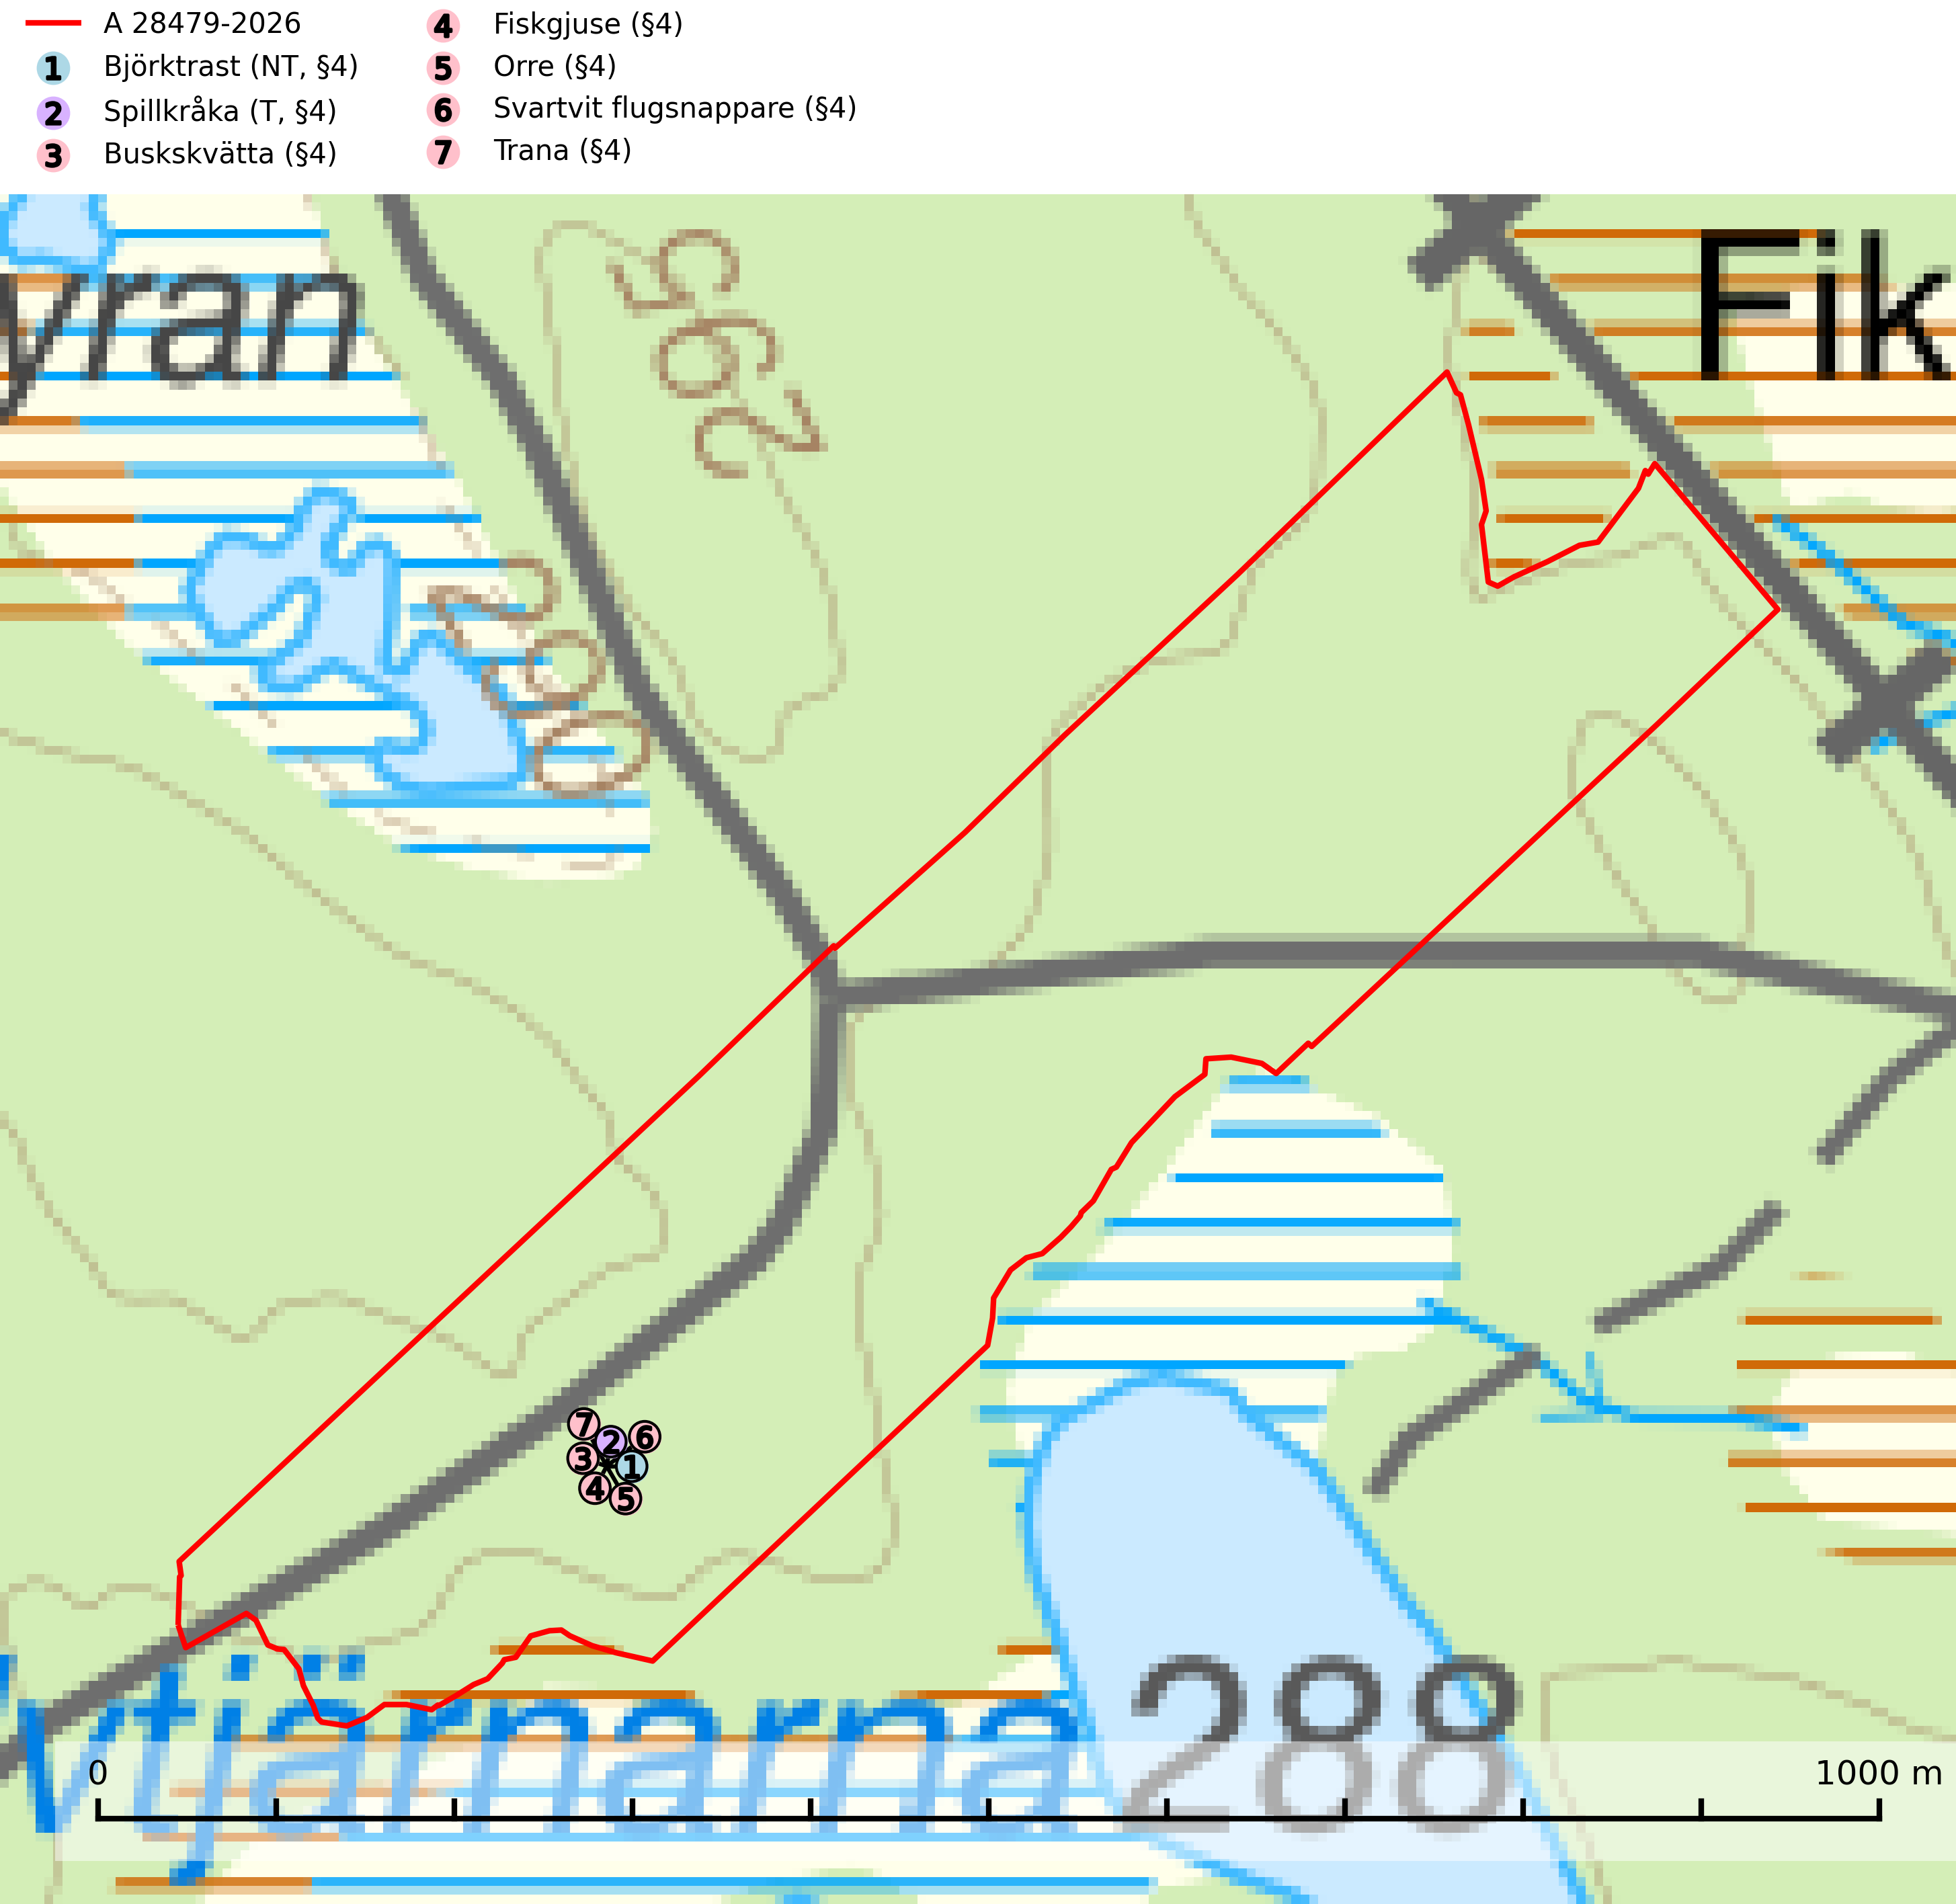 A 28479-2026
1 Björktrast (NT, §4)
2 Spillkråka (T, §4)
3 Buskskvätta (§4)
4 Fiskgjuse (§4)
5 Orre (§4)
6 Svartvit flugsnappare (§4)
7 Trana (§4)
yran
295
Fik
290
7
2
6
3
1
4
5
vtjärnarna
288
0
1000 m